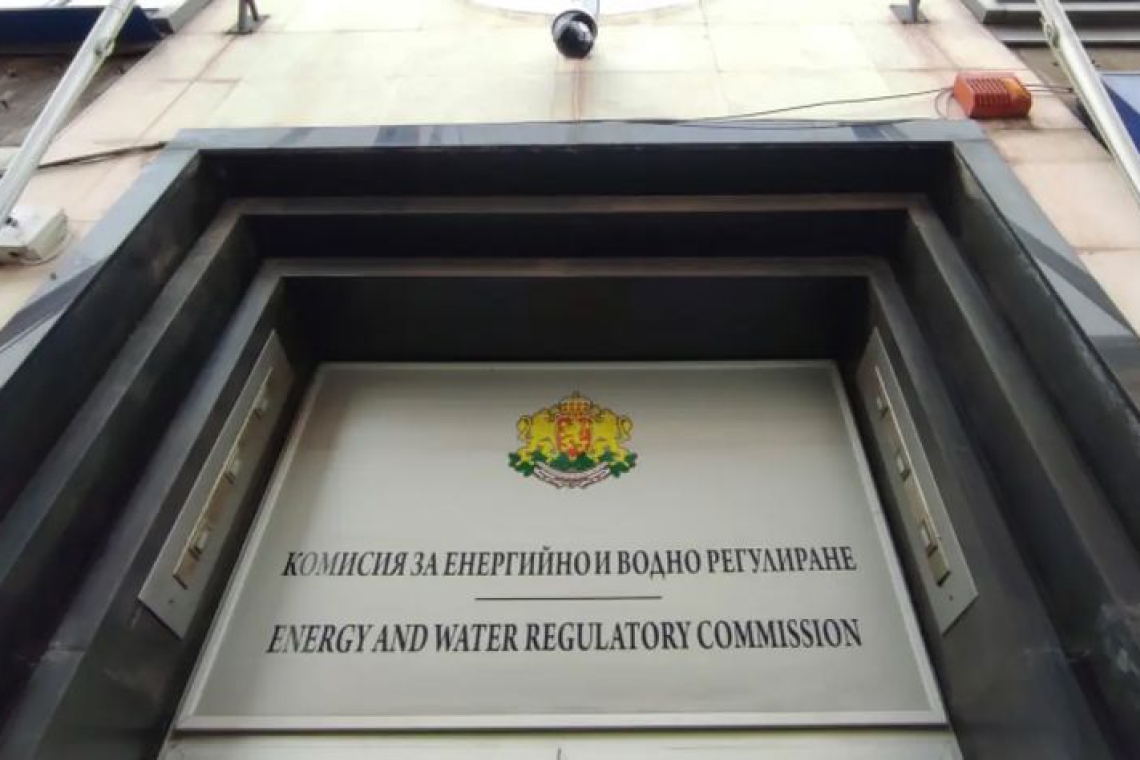 КОМИСИЯ ЗА ЕНЕРГИЙНО И ВОДНО РЕГУЛИРАНЕ
ENERGY AND WATER REGULATORY COMMISSION